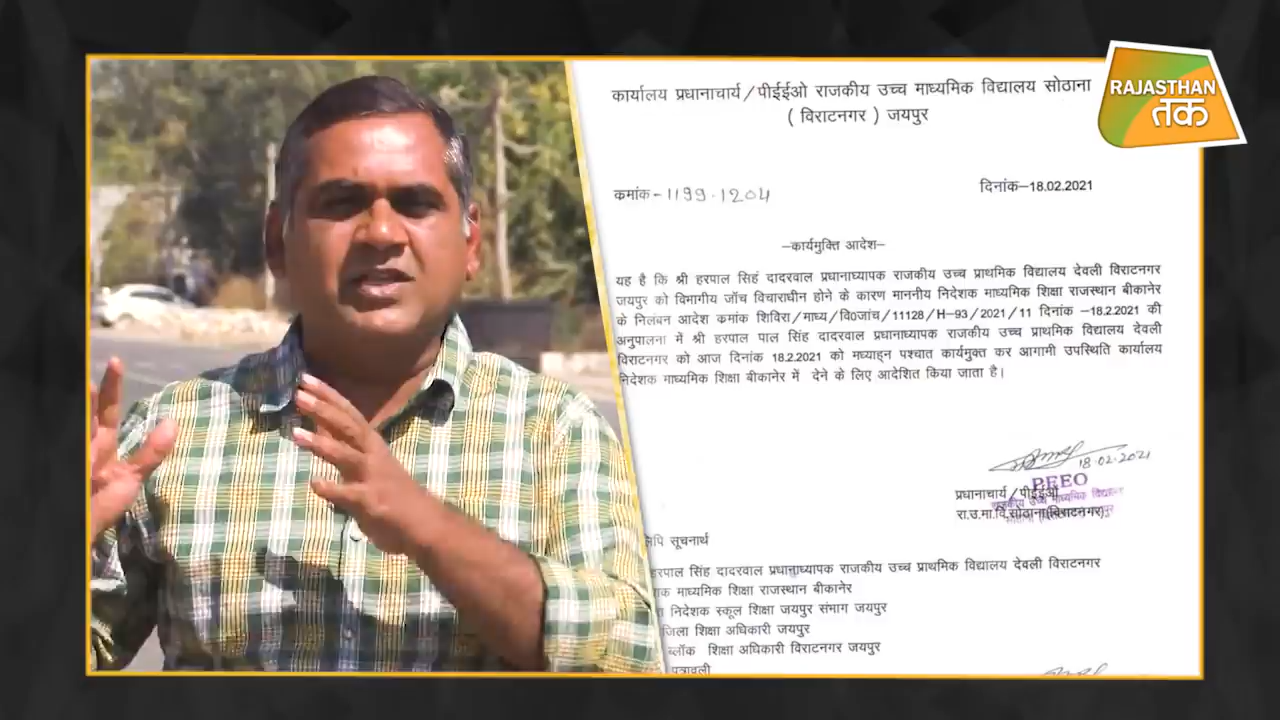 RAJASTHAN
तक
कार्यालय प्रधानाचार्य/पीईईओ राजकीय उच्च माध्यमिक विद्यालय सोठाना
( विराटनगर ) जयपुर
कमांक - 1199-1204
दिनांक–18.02.2021
–कार्यमुक्ति आदेश–
यह है कि श्री हरपाल सिहं दादरवाल प्रधानाध्यापक राजकीय उच्च प्राथमिक विद्यालय देवली विराटनगर
जयपुर को विभागीय जॉच विचाराधीन होने के कारण माननीय निदेशक माध्यमिक शिक्षा राजस्थान बीकानेर
के निलंबन आदेश कमांक शिविरा/माध्य/वि०जांच/11128/H-93/2021/11 दिनांक –18.2.2021 की
अनुपालना में श्री हरपाल पाल सिंह दादरवाल प्रधानाध्यापक राजकीय उच्च प्राथमिक विद्यालय देवली
विराटनगर को आज दिनांक 18.2.2021 को मध्याह्न पश्चात कार्यमुक्त कर आगामी उपस्थिति कार्यालय
निदेशक माध्यमिक शिक्षा बीकानेर में देने के लिए आदेशित किया जाता है।
18.02.2021
PEEO
प्रधानाचार्य/पीईईओ
रा.उ.मा.वि.सोठाना(विराटनगर)
लिपि सूचनार्थ
हरपाल सिंह दादरवाल प्रधानाध्यापक राजकीय उच्च प्राथमिक विद्यालय देवली विराटनगर
क माध्यमिक शिक्षा राजस्थान बीकानेर
निदेशक स्कूल शिक्षा जयपुर संभाग जयपुर
जिला शिक्षा अधिकारी जयपुर
ब्लॉक शिक्षा अधिकारी विराटनगर जयपुर
पत्रावली